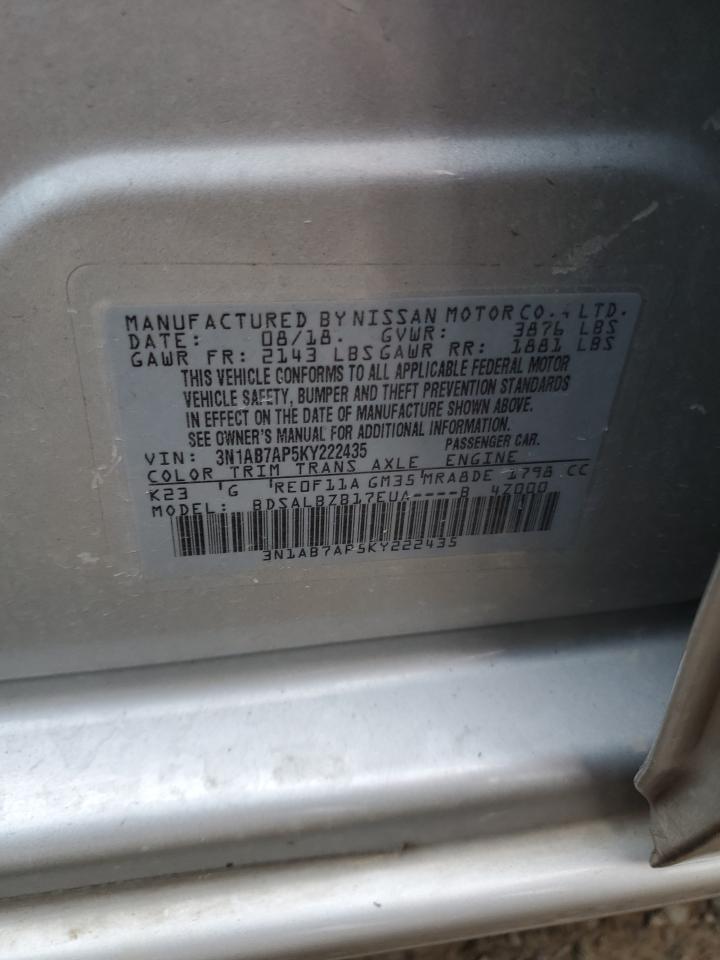 MANUFACTURED BY NISSAN MOTOR CO., LTD.
DATE: 08/18. GVWR: 3876 LBS
GAWR FR: 2143 LBS GAWR RR: 1881 LBS
THIS VEHICLE CONFORMS TO ALL APPLICABLE FEDERAL MOTOR
VEHICLE SAFETY, BUMPER AND THEFT PREVENTION STANDARDS
IN EFFECT ON THE DATE OF MANUFACTURE SHOWN ABOVE.
SEE OWNER'S MANUAL FOR ADDITIONAL INFORMATION.
VIN: 3N1AB7AP5KY222435 PASSENGER CAR.
COLOR TRIM TRANS AXLE ENGINE
K23 G RE0F11A GM35 MRA8DE 1798 CC
MODEL: BDSALBZB17EUA----B 4Z000
3N1AB7AP5KY222435